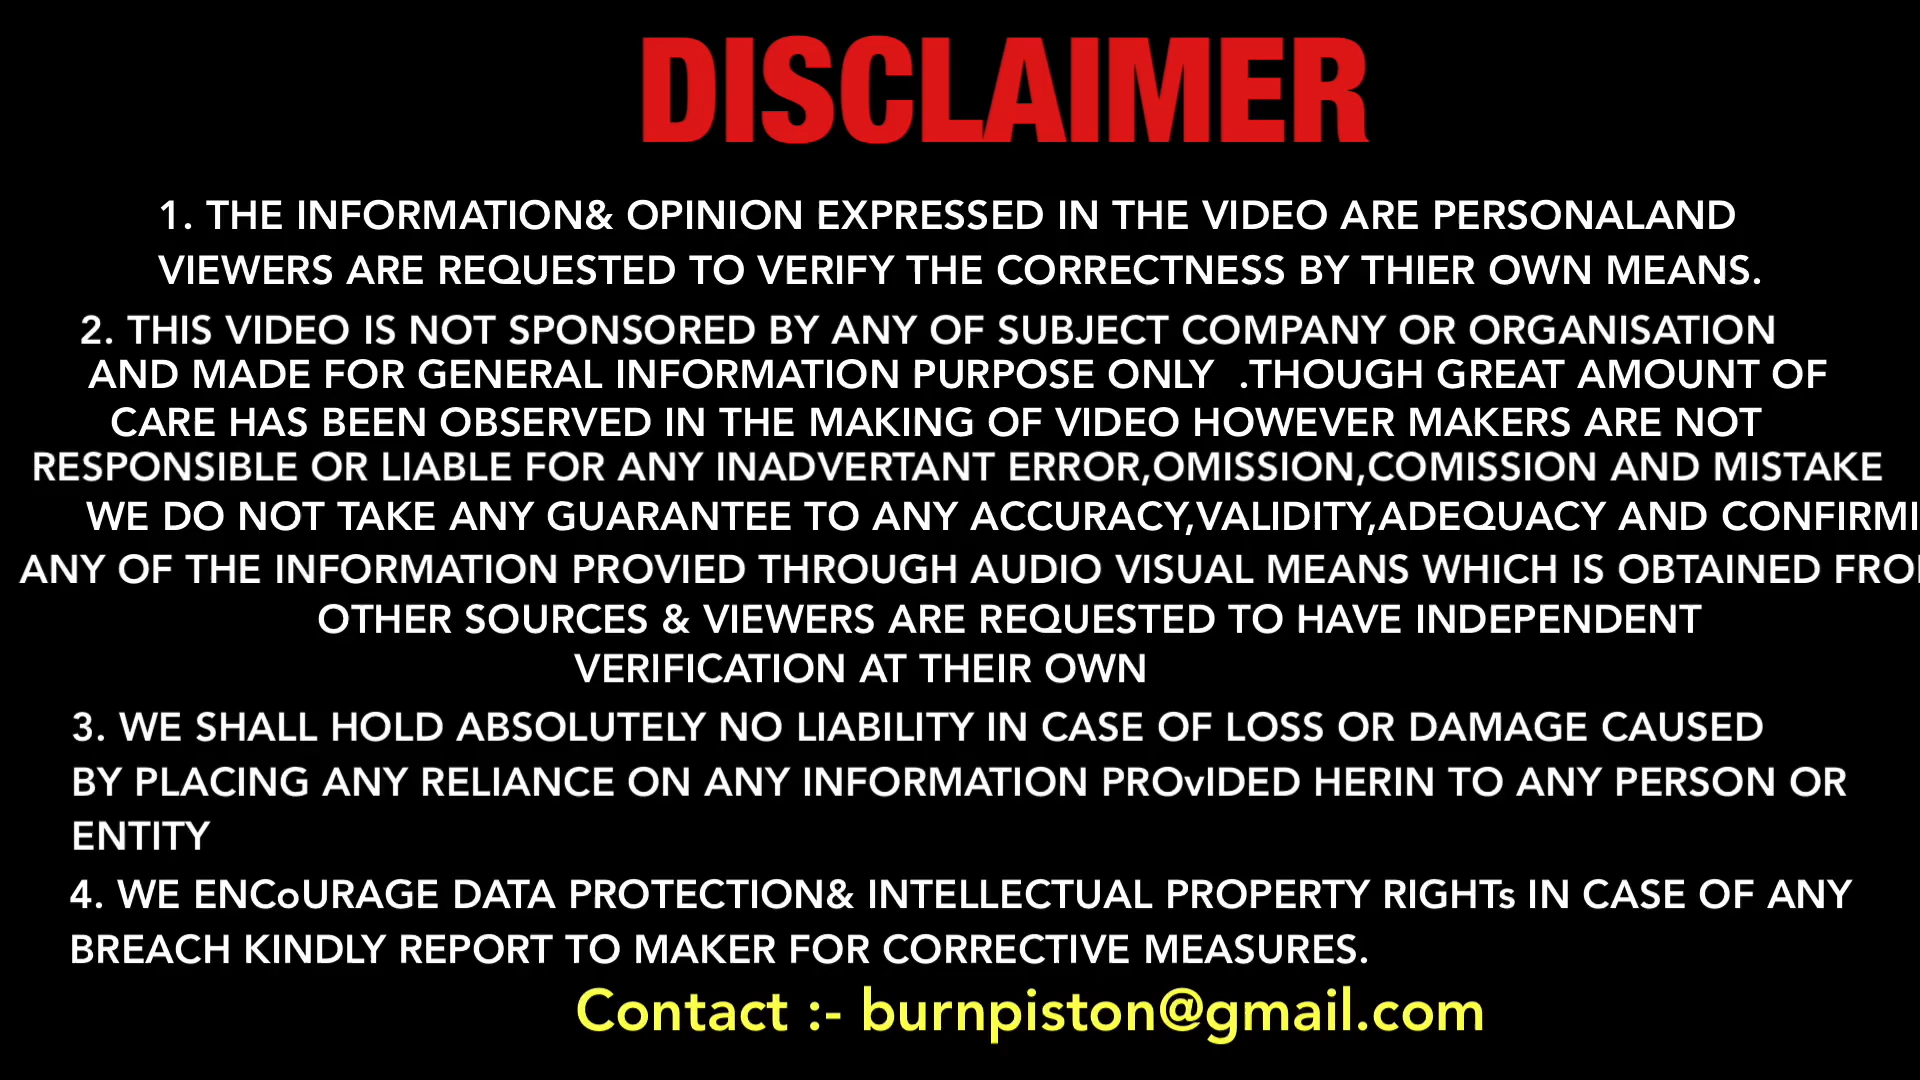 DISCLAIMER
1. THE INFORMATION& OPINION EXPRESSED IN THE VIDEO ARE PERSONALAND
VIEWERS ARE REQUESTED TO VERIFY THE CORRECTNESS BY THIER OWN MEANS.
2. THIS VIDEO IS NOT SPONSORED BY ANY OF SUBJECT COMPANY OR ORGANISATION
AND MADE FOR GENERAL INFORMATION PURPOSE ONLY .THOUGH GREAT AMOUNT OF
CARE HAS BEEN OBSERVED IN THE MAKING OF VIDEO HOWEVER MAKERS ARE NOT
RESPONSIBLE OR LIABLE FOR ANY INADVERTANT ERROR,OMISSION,COMISSION AND MISTAKE
WE DO NOT TAKE ANY GUARANTEE TO ANY ACCURACY,VALIDITY,ADEQUACY AND CONFIRMI
ANY OF THE INFORMATION PROVIED THROUGH AUDIO VISUAL MEANS WHICH IS OBTAINED FRO
OTHER SOURCES & VIEWERS ARE REQUESTED TO HAVE INDEPENDENT
VERIFICATION AT THEIR OWN
3. WE SHALL HOLD ABSOLUTELY NO LIABILITY IN CASE OF LOSS OR DAMAGE CAUSED
BY PLACING ANY RELIANCE ON ANY INFORMATION PROvIDED HERIN TO ANY PERSON OR
ENTITY
4. WE ENCoURAGE DATA PROTECTION& INTELLECTUAL PROPERTY RIGHTs IN CASE OF ANY
BREACH KINDLY REPORT TO MAKER FOR CORRECTIVE MEASURES.
Contact :- burnpiston@gmail.com